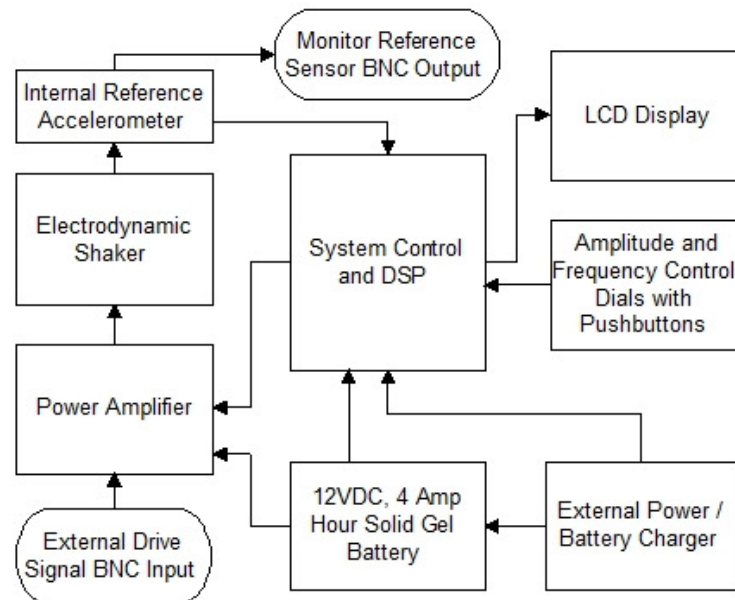 Monitor Reference
Sensor BNC Output
Internal Reference
Accelerometer
LCD Display
Electrodynamic
Shaker
System Control
and DSP
Amplitude and
Frequency Control
Dials with
Pushbuttons
Power Amplifier
12VDC, 4 Amp
Hour Solid Gel
Battery
External Power /
Battery Charger
External Drive
Signal BNC Input